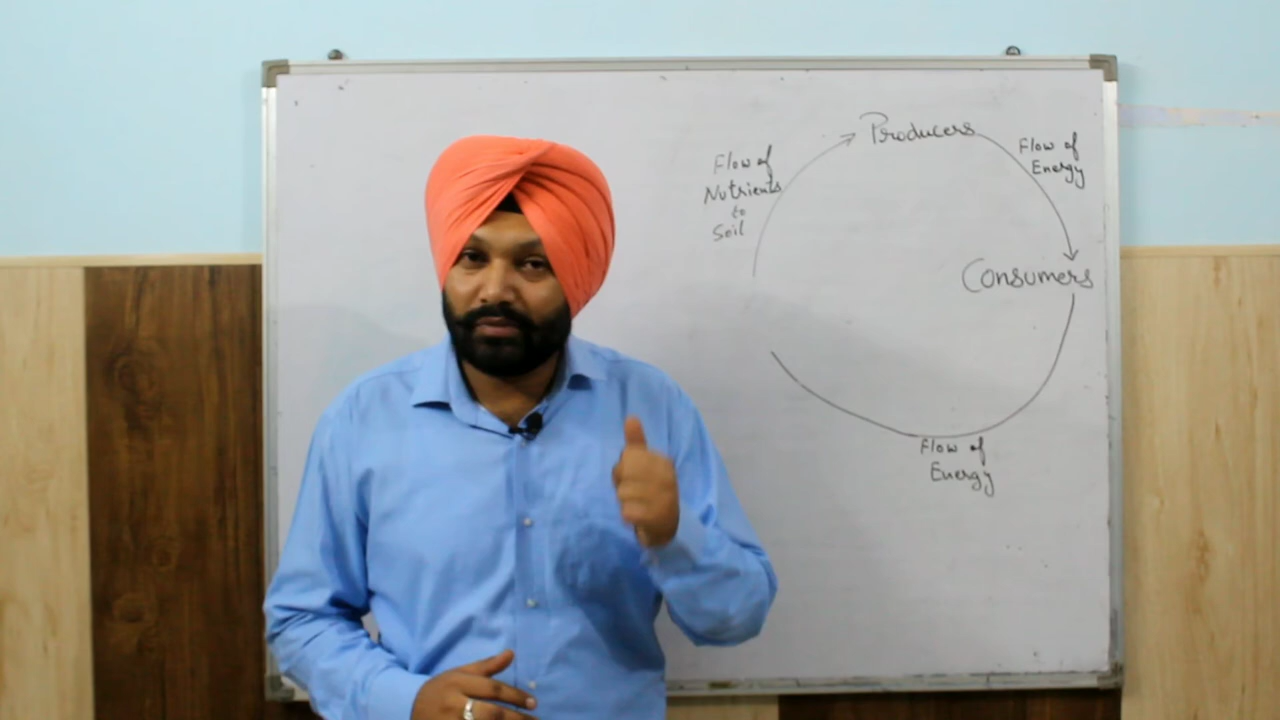 Producers
Flow of
Energy
Flow of
Nutrients
to
Soil
Consumers
Flow of
Energy